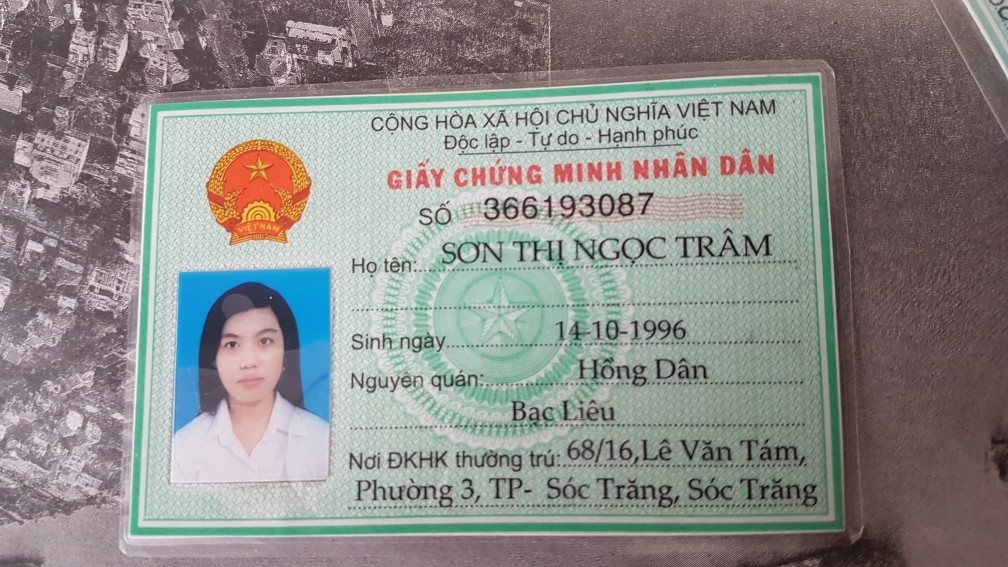 CỘNG HÒA XÃ HỘI CHỦ NGHĨA VIỆT NAM
Độc lập - Tự do - Hạnh phúc
GIẤY CHỨNG MINH NHÂN DÂN
SỐ 366193087
VIỆT NAM
Họ tên: SƠN THỊ NGỌC TRÂM
Sinh ngày 14-10-1996
Nguyên quán: Hồng Dân
Bạc Liêu
Nơi ĐKHK thường trú: 68/16,Lê Văn Tám,
Phường 3, TP- Sóc Trăng, Sóc Trăng